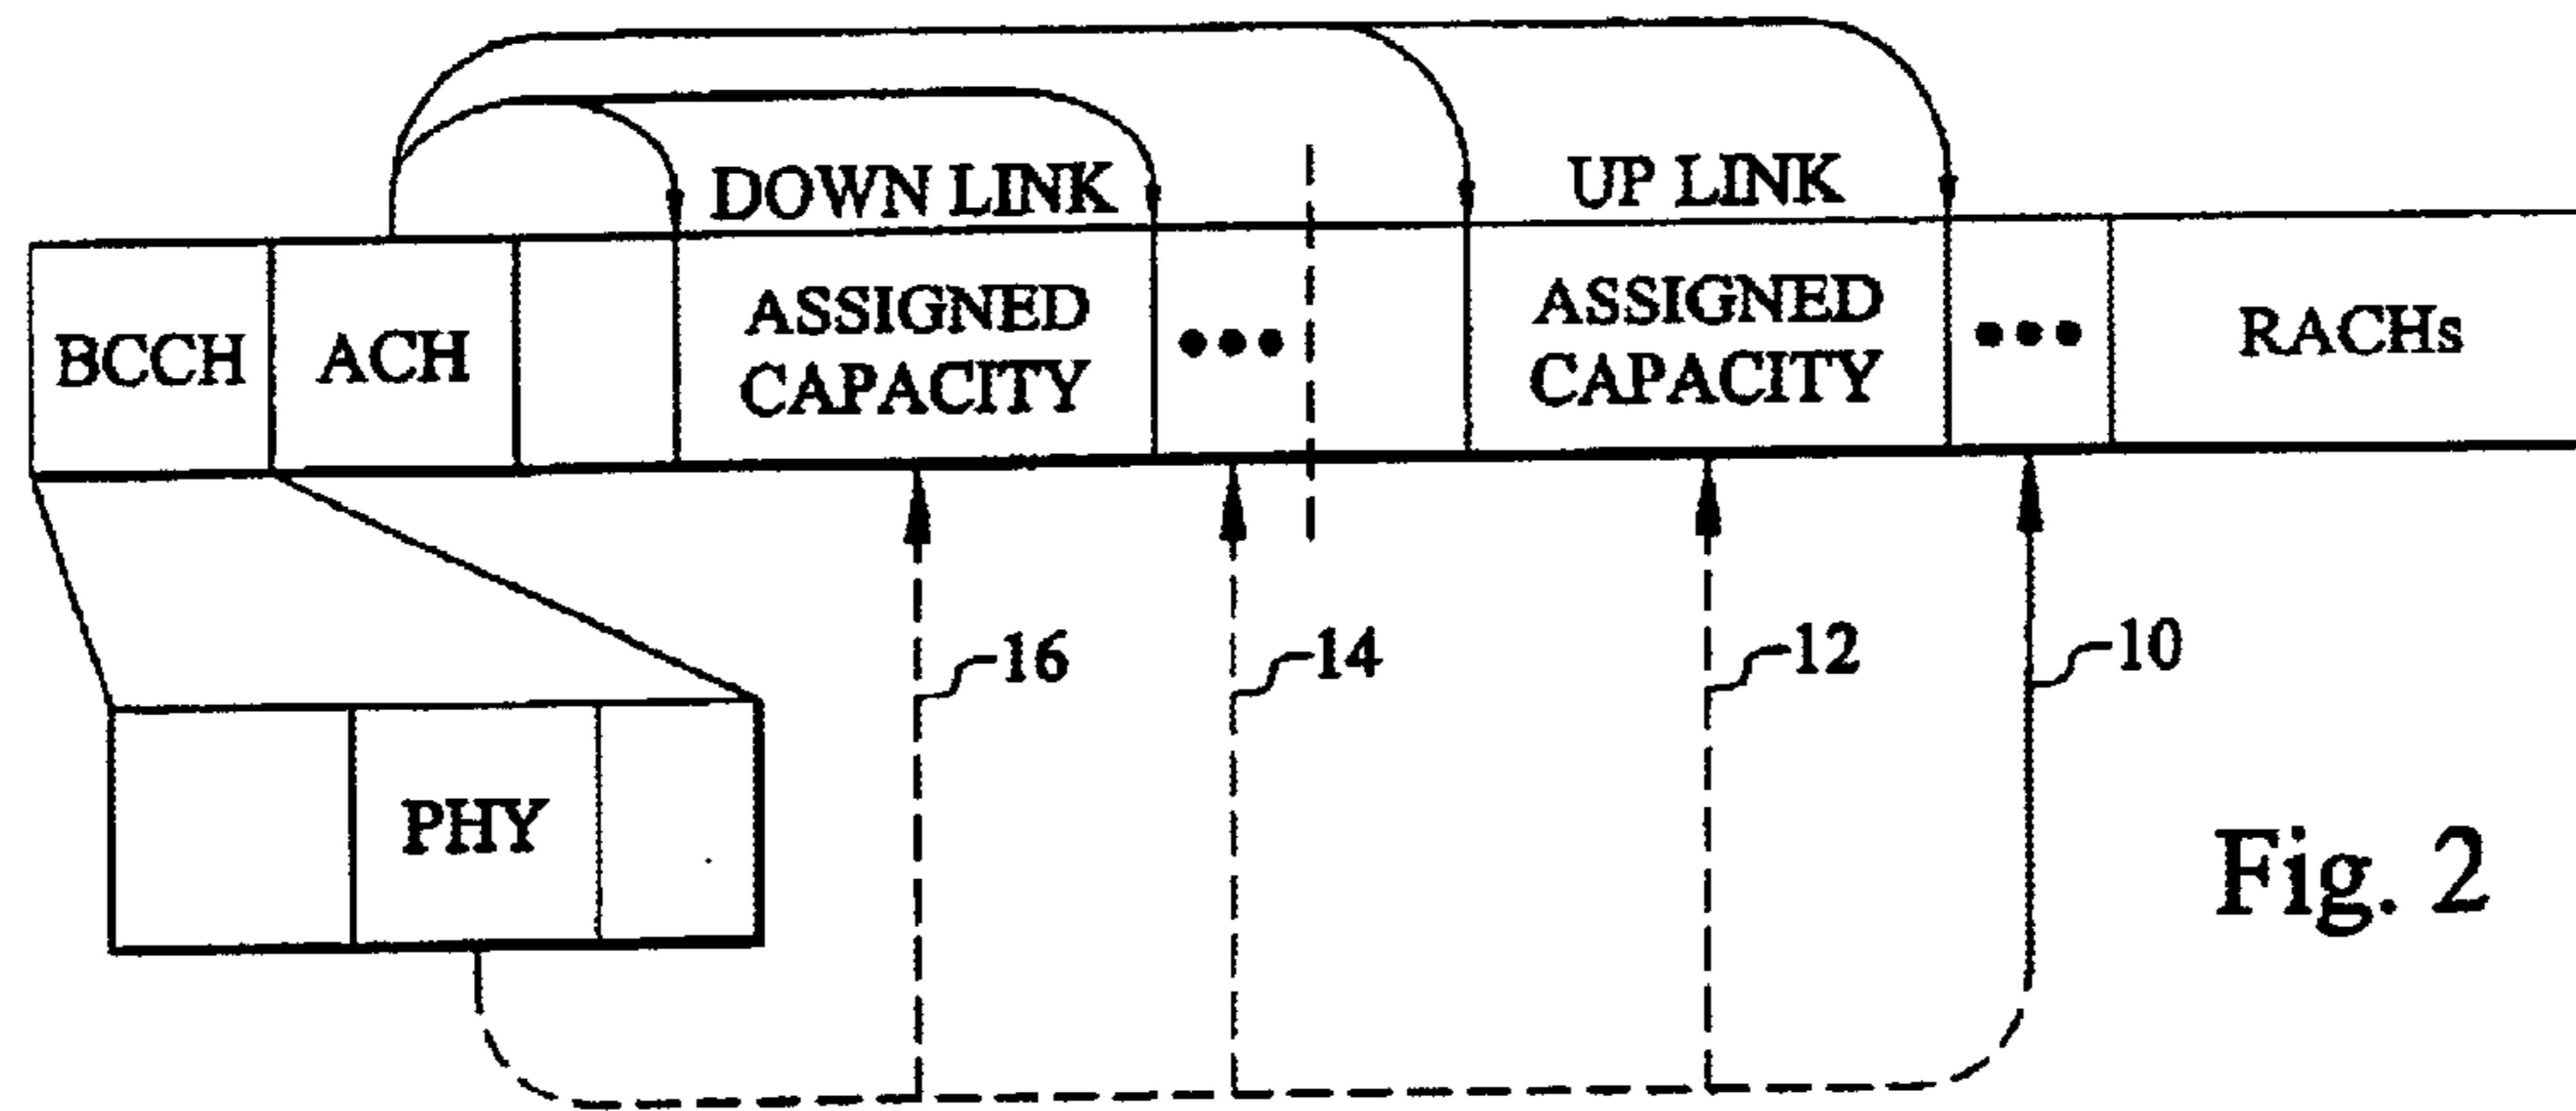 DOWN LINK
UP LINK
BCCH
ACH
ASSIGNED
CAPACITY
•••
ASSIGNED
CAPACITY
•••
RACHs
16
14
12
10
PHY
Fig. 2